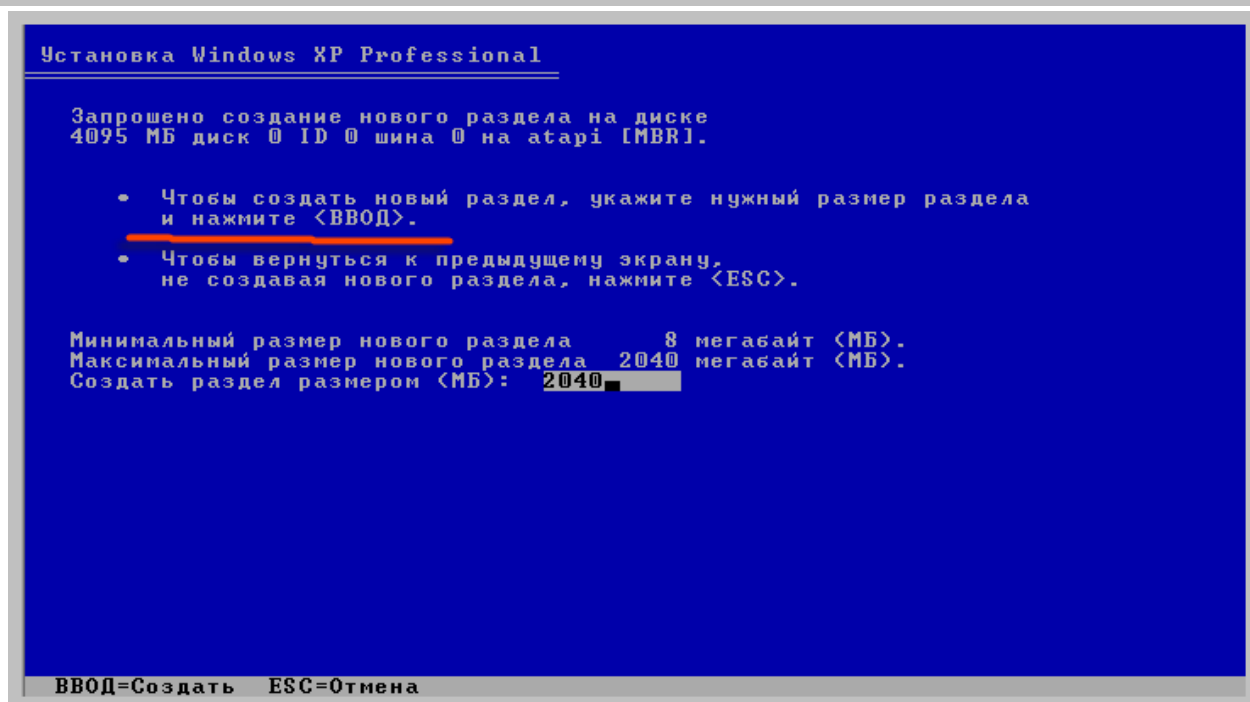 Установка Windows XP Professional
Запрошено создание нового раздела на диске
4095 МБ диск 0 ID 0 шина 0 на atapi [MBR].
• Чтобы создать новый раздел, укажите нужный размер раздела
и нажмите <ВВОД>.
• Чтобы вернуться к предыдущему экрану,
не создавая нового раздела, нажмите <ESC>.
Минимальный размер нового раздела 8 мегабайт (МБ).
Максимальный размер нового раздела 2040 мегабайт (МБ).
Создать раздел размером (МБ): 2040
ВВОД=Создать ESC=Отмена